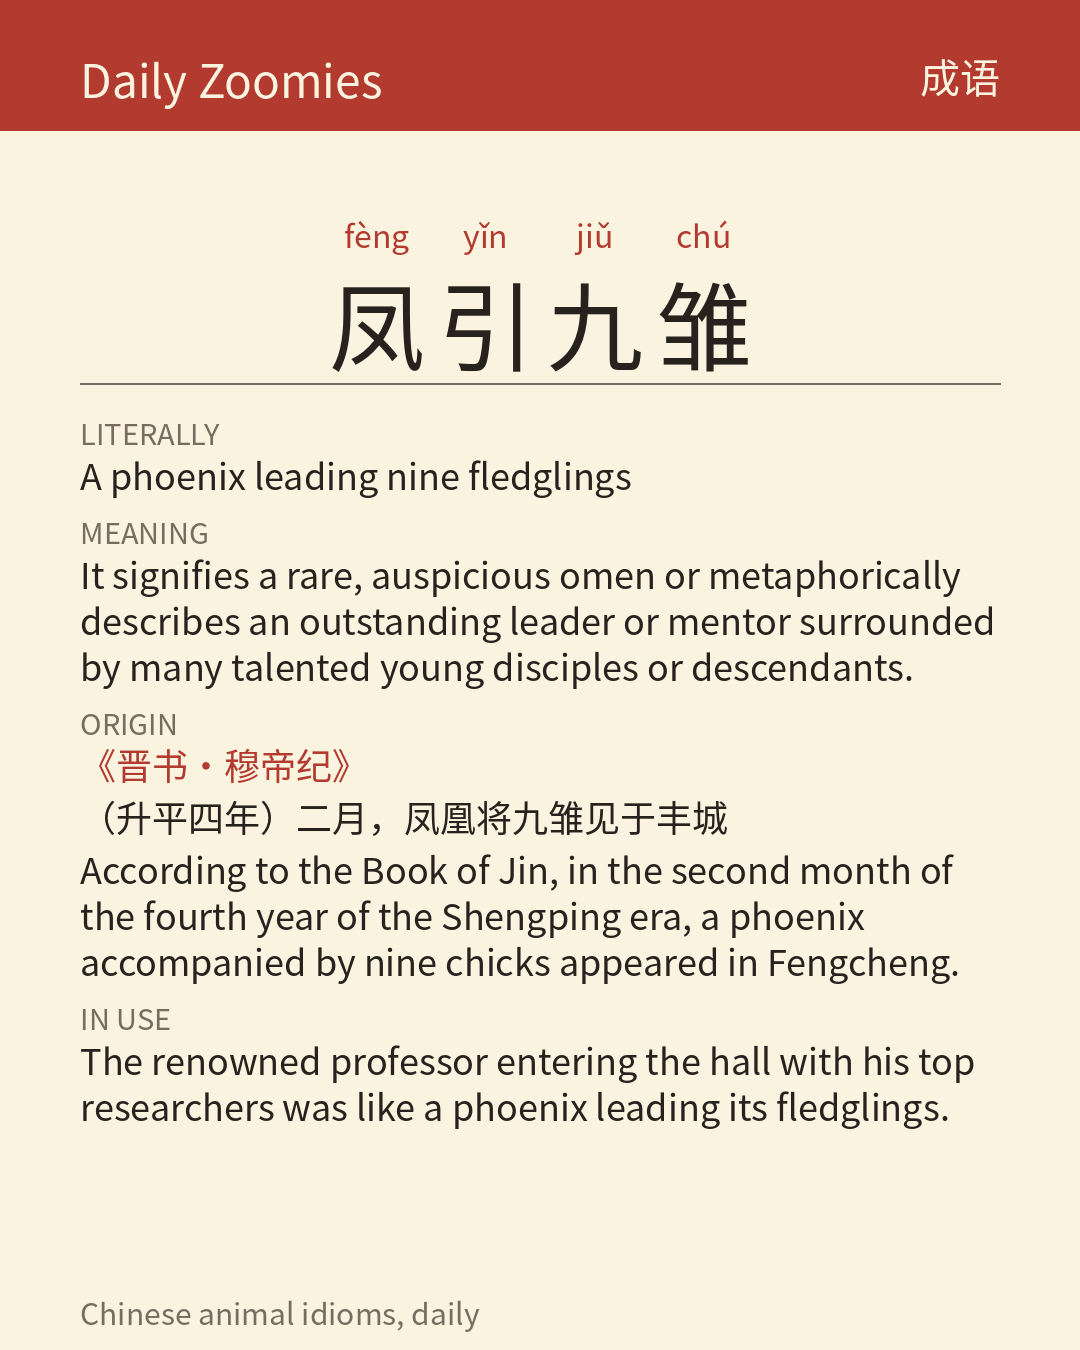 Daily Zoomies
成语
fèng yǐn jiǔ chú
凤引九雏
LITERALLY
A phoenix leading nine fledglings
MEANING
It signifies a rare, auspicious omen or metaphorically
describes an outstanding leader or mentor surrounded
by many talented young disciples or descendants.
ORIGIN
《晋书·穆帝纪》
（升平四年）二月，凤凰将九雏见于丰城
According to the Book of Jin, in the second month of
the fourth year of the Shengping era, a phoenix
accompanied by nine chicks appeared in Fengcheng.
IN USE
The renowned professor entering the hall with his top
researchers was like a phoenix leading its fledglings.
Chinese animal idioms, daily